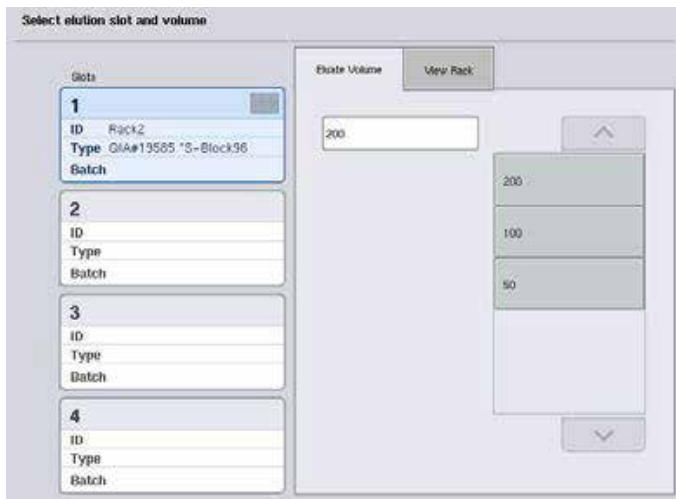 Select elution slot and volume
Slots
1
ID Rack2
Type QIA#19585 *S-Block96
Batch
2
ID
Type
Batch
3
ID
Type
Batch
4
ID
Type
Batch
Eluate Volume
View Rack
200
200
100
50